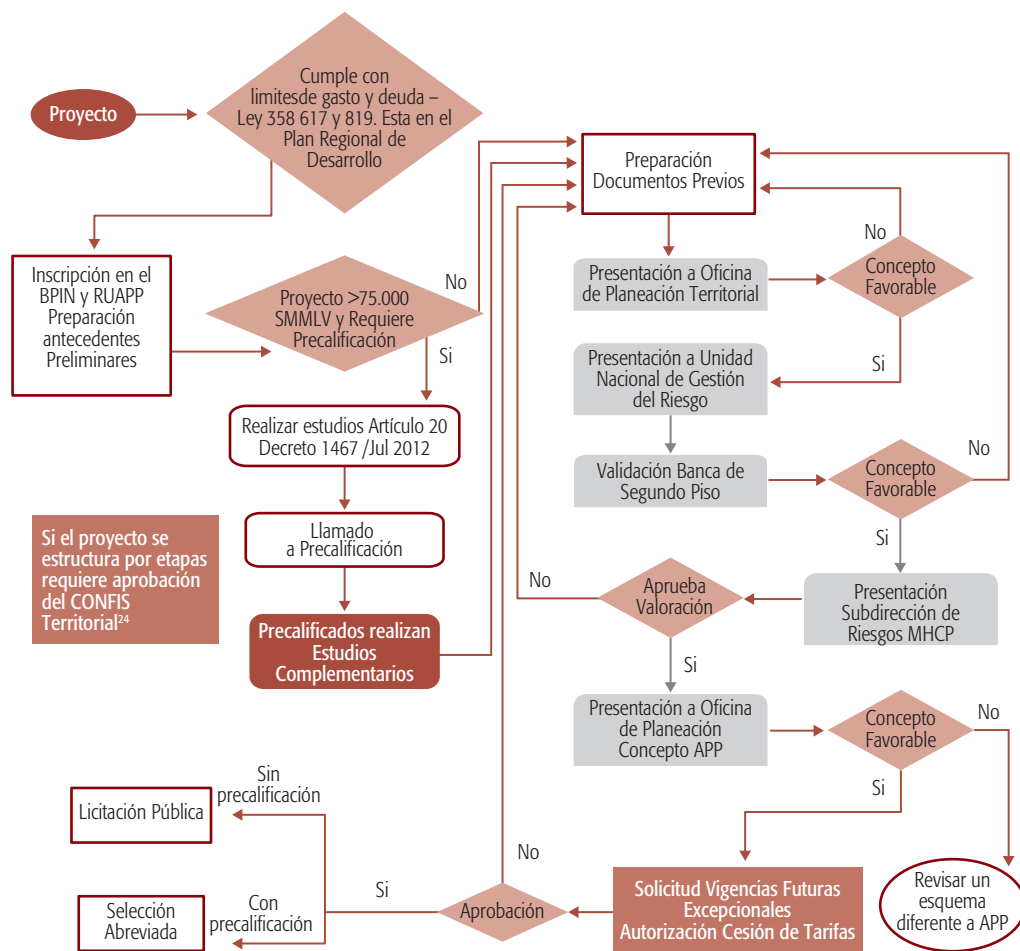 Proyecto
Cumple con
limitesde gasto y deuda –
Ley 358 617 y 819. Esta en el
Plan Regional de
Desarrollo
Inscripción en el
BPIN y RUAPP
Preparación
antecedentes
Preliminares
Proyecto >75.000
SMMLV y Requiere
Precalificación
No
Si
Realizar estudios Artículo 20
Decreto 1467 /Jul 2012
Llamado
a Precalificación
Precalificados realizan
Estudios
Complementarios
Si el proyecto se
estructura por etapas
requiere aprobación
del CONFIS
Territorial24
Preparación
Documentos Previos
Presentación a Oficina
de Planeación Territorial
Concepto
Favorable
No
Si
Presentación a Unidad
Nacional de Gestión
del Riesgo
Validación Banca de
Segundo Piso
Concepto
Favorable
No
Si
Presentación
Subdirección de
Riesgos MHCP
Aprueba
Valoración
No
Si
Presentación a Oficina
de Planeación
Concepto APP
Concepto
Favorable
No
Si
Revisar un
esquema
diferente a APP
Solicitud Vigencias Futuras
Excepcionales
Autorización Cesión de Tarifas
Aprobación
No
Si
Sin
precalificación
Licitación Pública
Con
precalificación
Selección
Abreviada